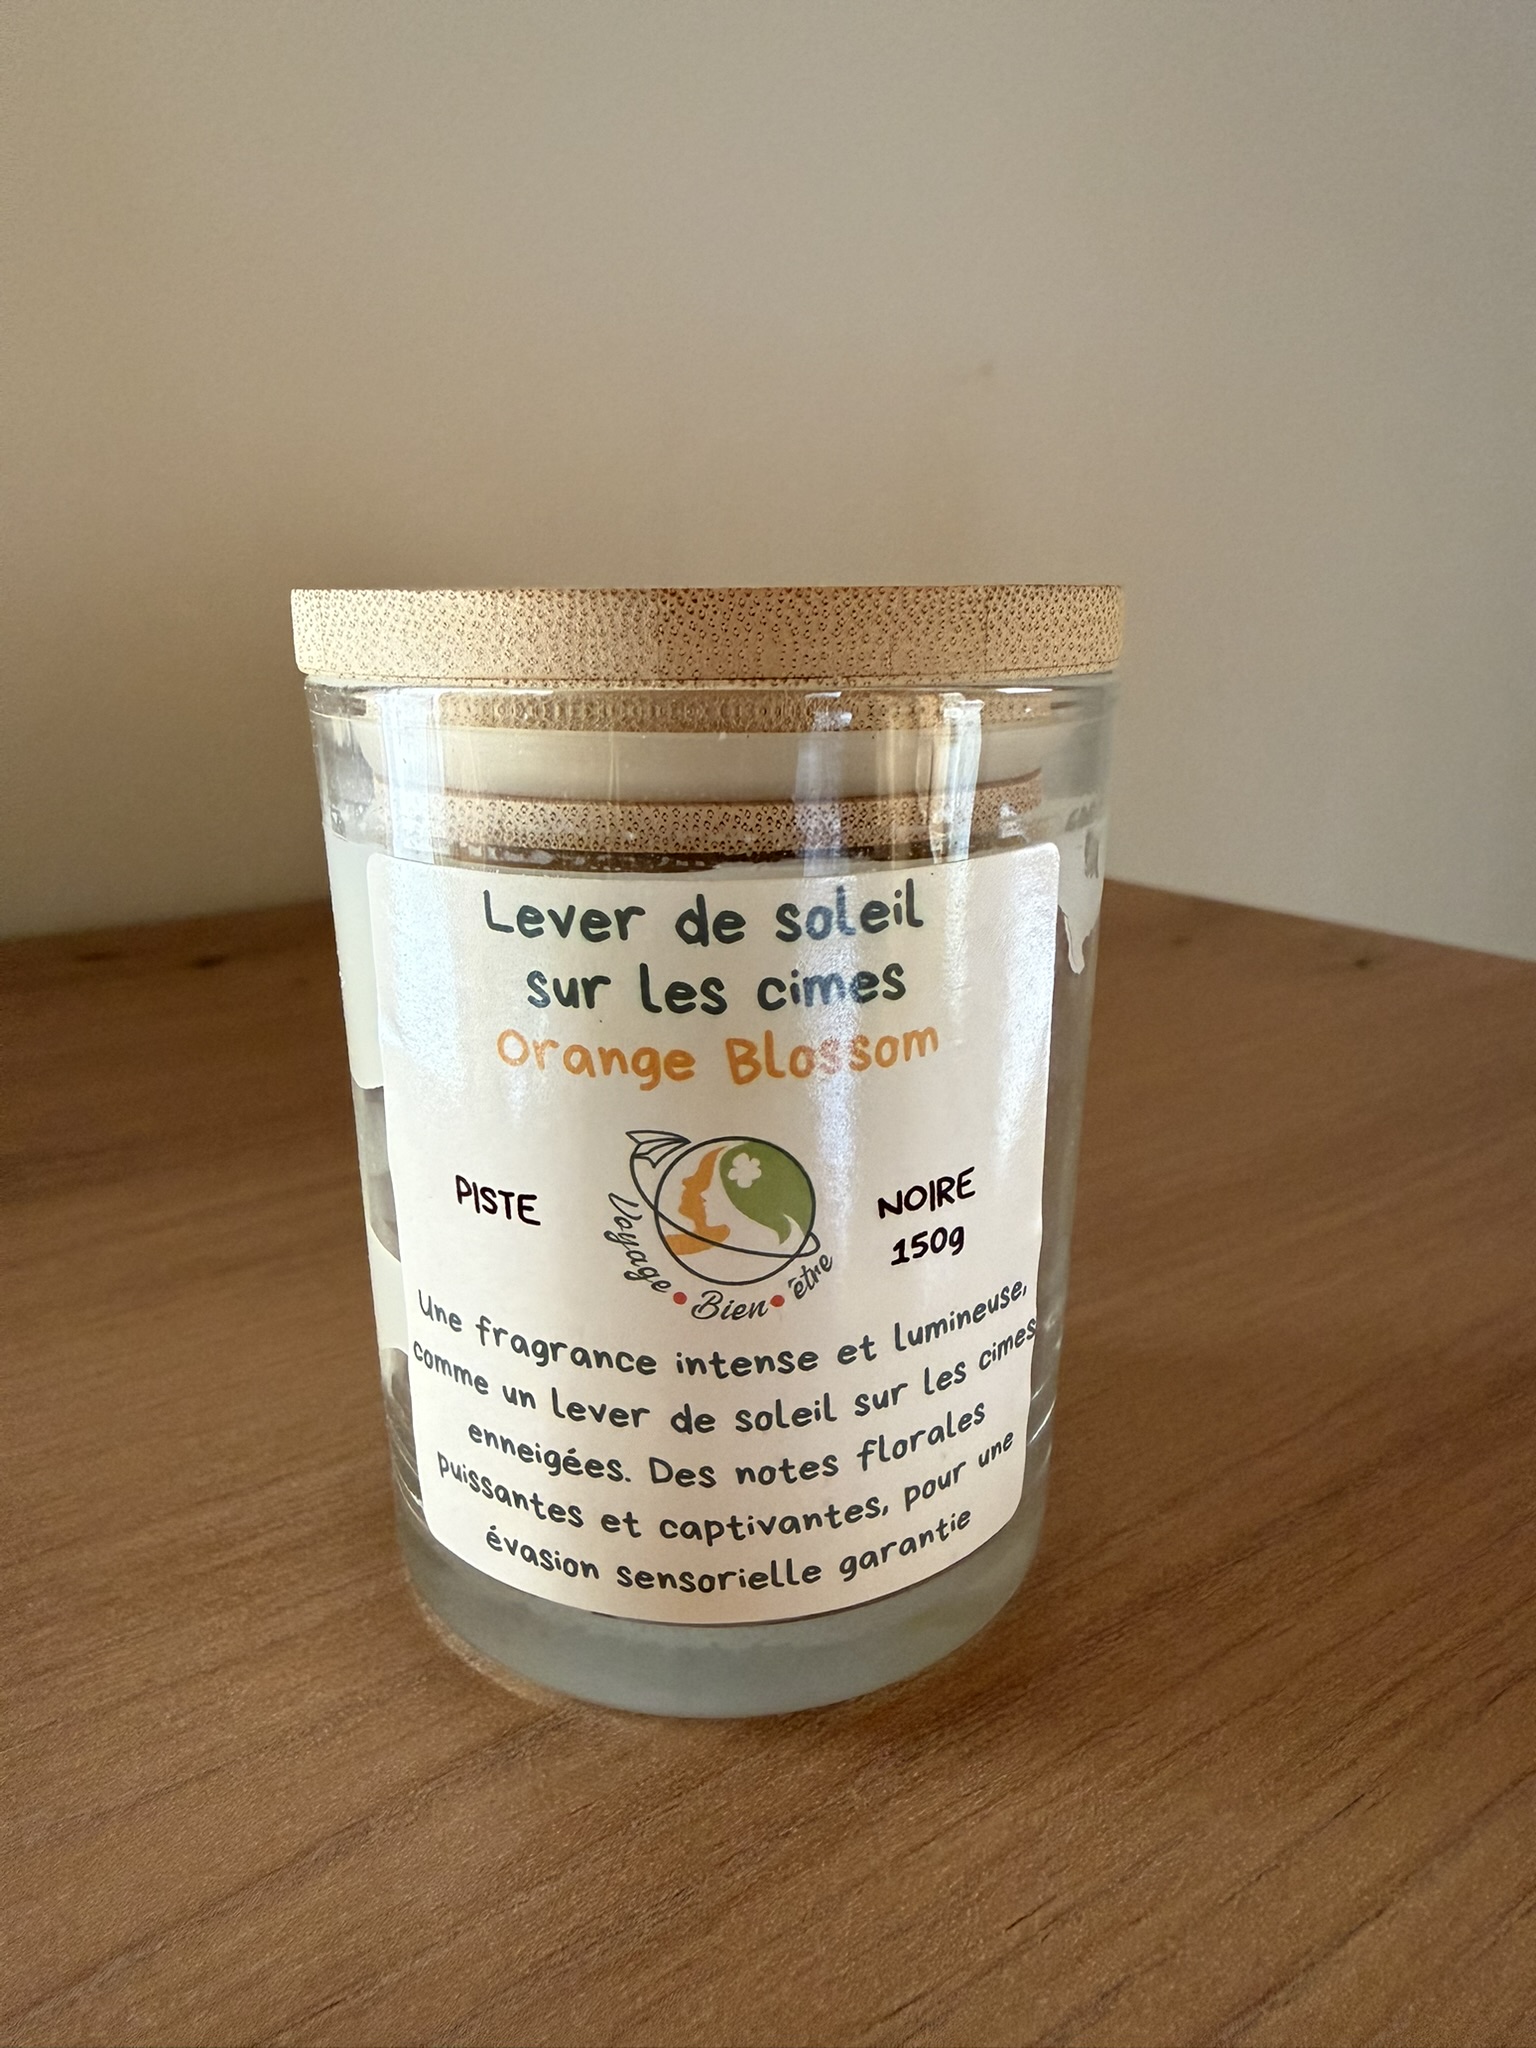 Lever de soleil
sur les cimes
Orange Blossom
PISTE
NOIRE
150g
Voyage • Bien • être
Une fragrance intense et lumineuse,
comme un lever de soleil sur les cimes
enneigées. Des notes florales
puissantes et captivantes, pour une
évasion sensorielle garantie